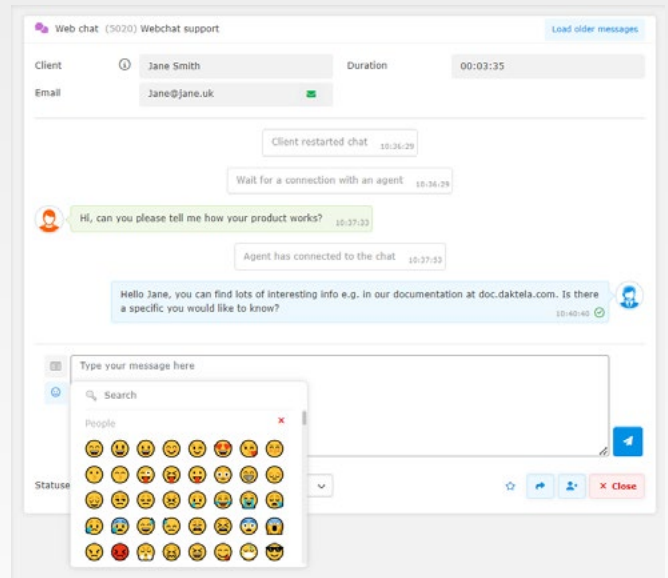 Web chat (5020) Webchat support
Load older messages
Client
Jane Smith
Duration
00:03:35
Email
Jane@jane.uk
Client restarted chat 10:36:29
Wait for a connection with an agent 10:36:29
Hi, can you please tell me how your product works? 10:37:33
Agent has connected to the chat 10:37:53
Hello Jane, you can find lots of interesting info e.g. in our documentation at doc.daktela.com. Is there
a specific you would like to know?
10:40:40
Type your message here
Search
People
Statuse
× Close